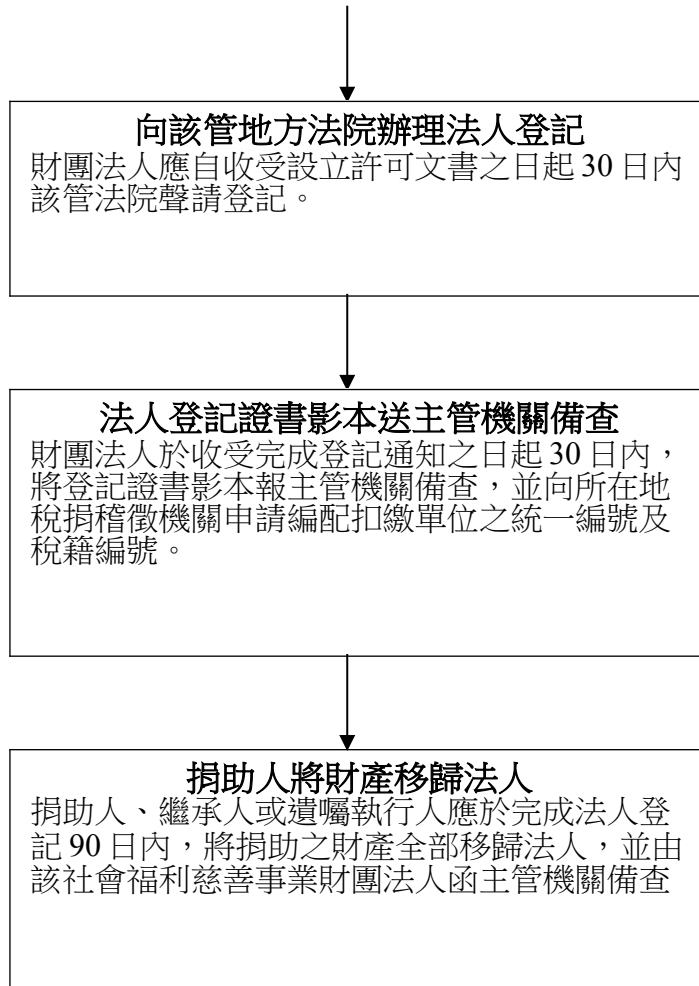 向該管地方法院辦理法人登記
財團法人應自收受設立許可文書之日起 30 日內
該管法院聲請登記。
法人登記證書影本送主管機關備查
財團法人於收受完成登記通知之日起 30 日內，
將登記證書影本報主管機關備查，並向所在地
稅捐稽徵機關申請編配扣繳單位之統一編號及
稅籍編號。
捐助人將財產移歸法人
捐助人、繼承人或遺囑執行人應於完成法人登
記 90 日內，將捐助之財產全部移歸法人，並由
該社會福利慈善事業財團法人函主管機關備查